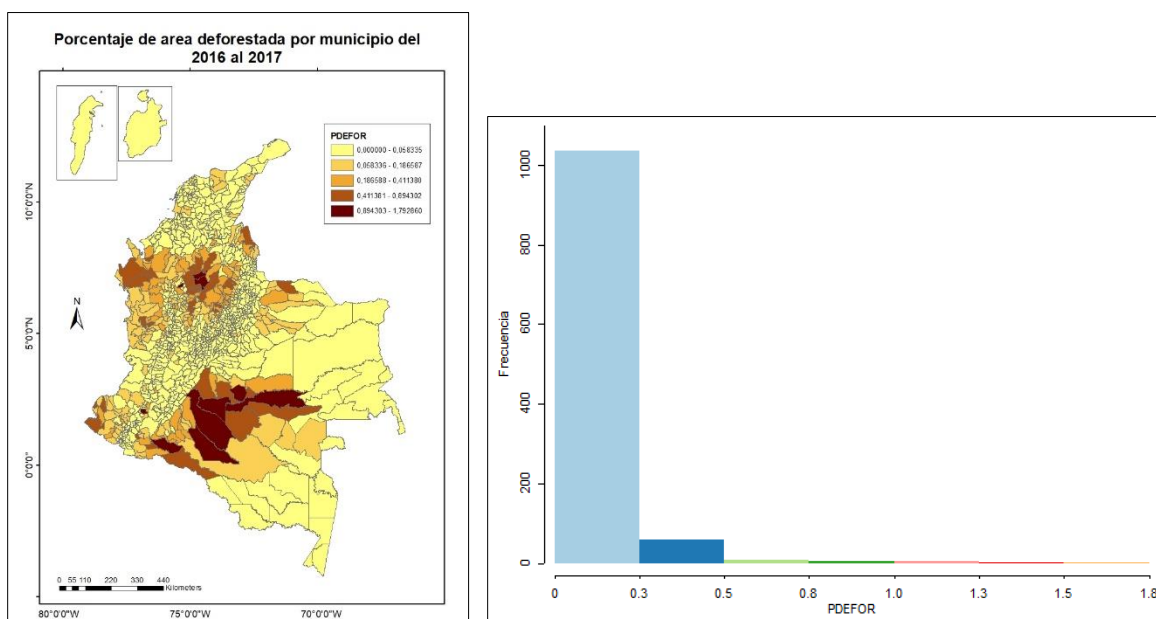 Porcentaje de area deforestada por municipio del
2016 al 2017
PDEFOR
0,000000 - 0,058335
0,058336 - 0,186587
0,186588 - 0,411380
0,411381 - 0,894302
0,894303 - 1,792860
10°0'0"N
5°0'0"N
0°0'0"
N
0 55 110 220 330 440
Kilometers
80°0'0"W 75°0'0"W 70°0'0"W
Frecuencia
1000
800
600
400
200
0
0 0.3 0.5 0.8 1.0 1.3 1.5 1.8
PDEFOR